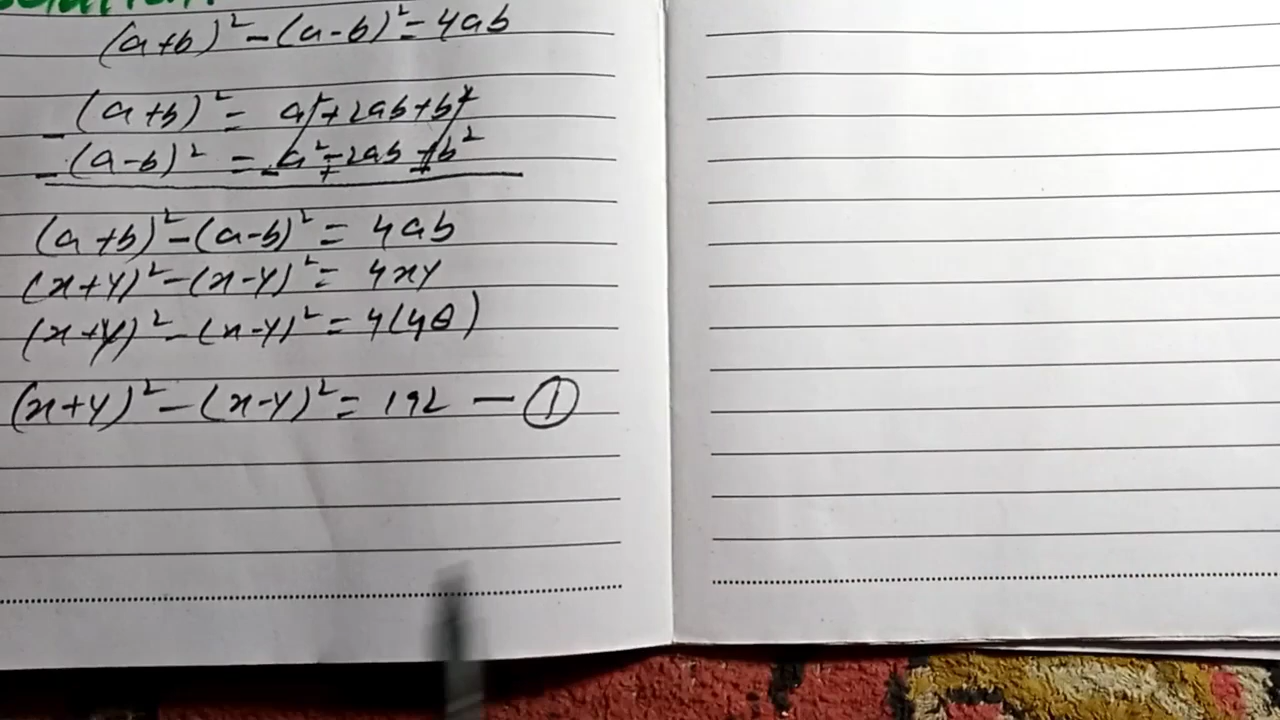 (a+b)² - (a-b)² = 4ab
(a+b)² = a²+2ab+b²
(a-b)² = a²-2ab+b²
- - - + -
(a+b)² - (a-b)² = 4ab
(x+y)² - (x-y)² = 4xy
(x+y)² - (x-y)² = 4(48)
(x+y)² - (x-y)² = 192 — ①